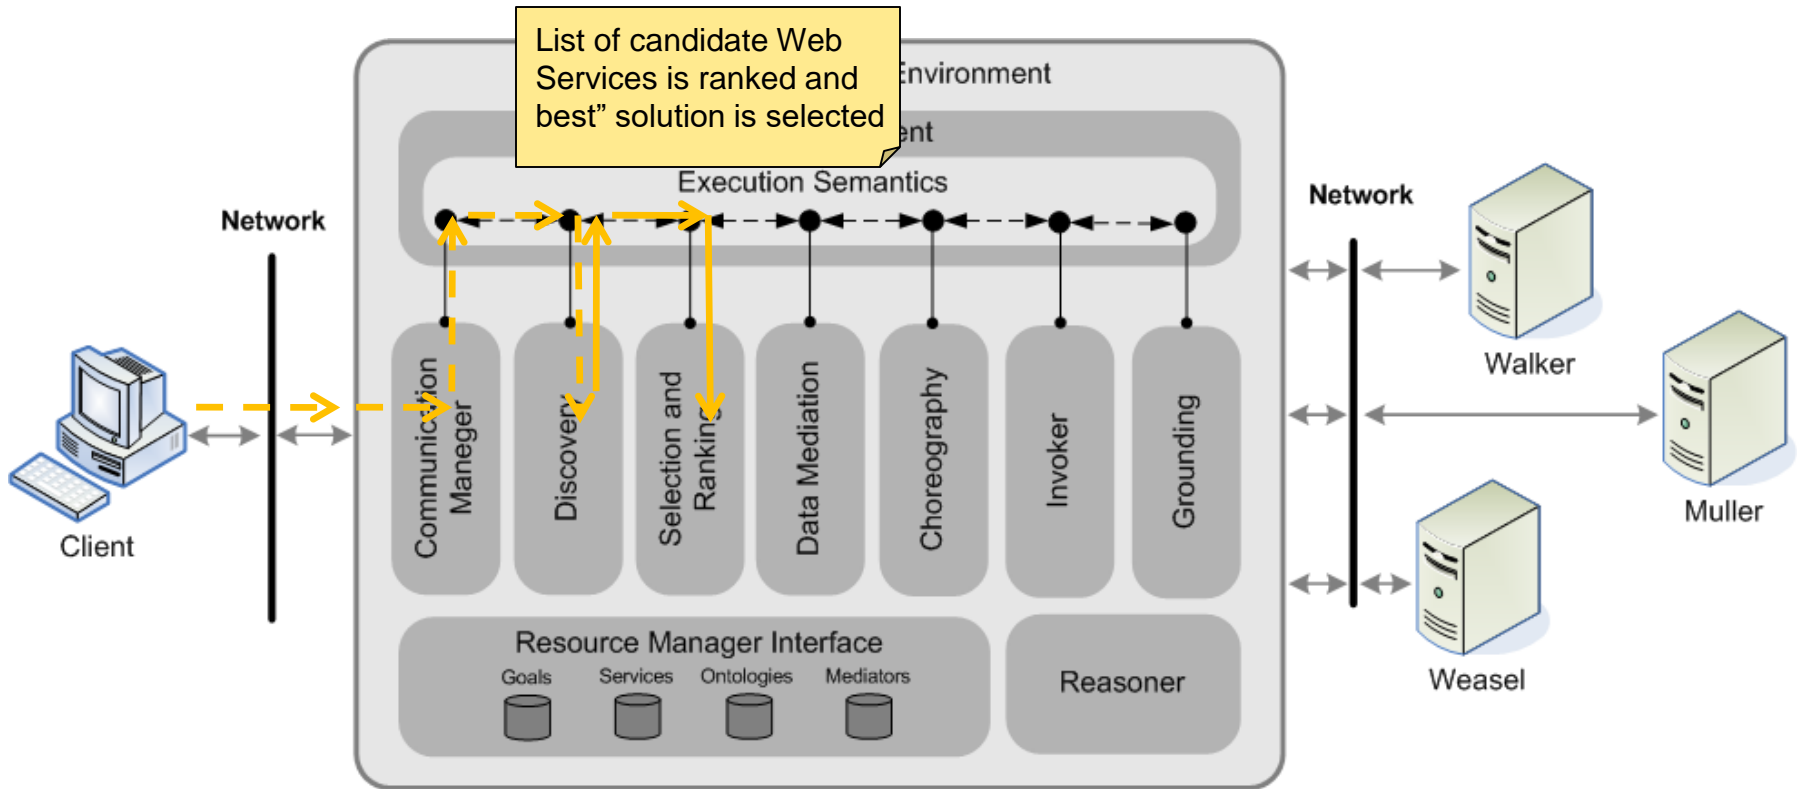 List of candidate Web
Services is ranked and
best” solution is selected
Environment
ent
Execution Semantics
Network
Network
Communication
Maneger
Discovery
Selection and
Ranking
Data Mediation
Choreography
Invoker
Grounding
Client
Walker
Muller
Weasel
Resource Manager Interface
Goals
Services
Ontologies
Mediators
Reasoner